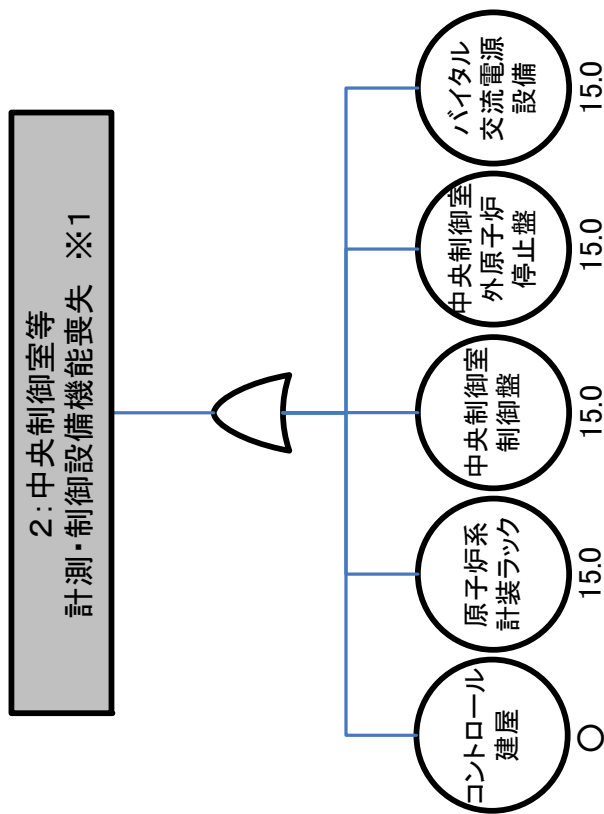 2:中央制御室等
計測・制御設備機能喪失 ※1
コントロール
建屋
○
原子炉系
計装ラック
15.0
中央制御室
制御盤
15.0
中央制御室
外原子炉
停止盤
15.0
バイタル
交流電源
設備
15.0